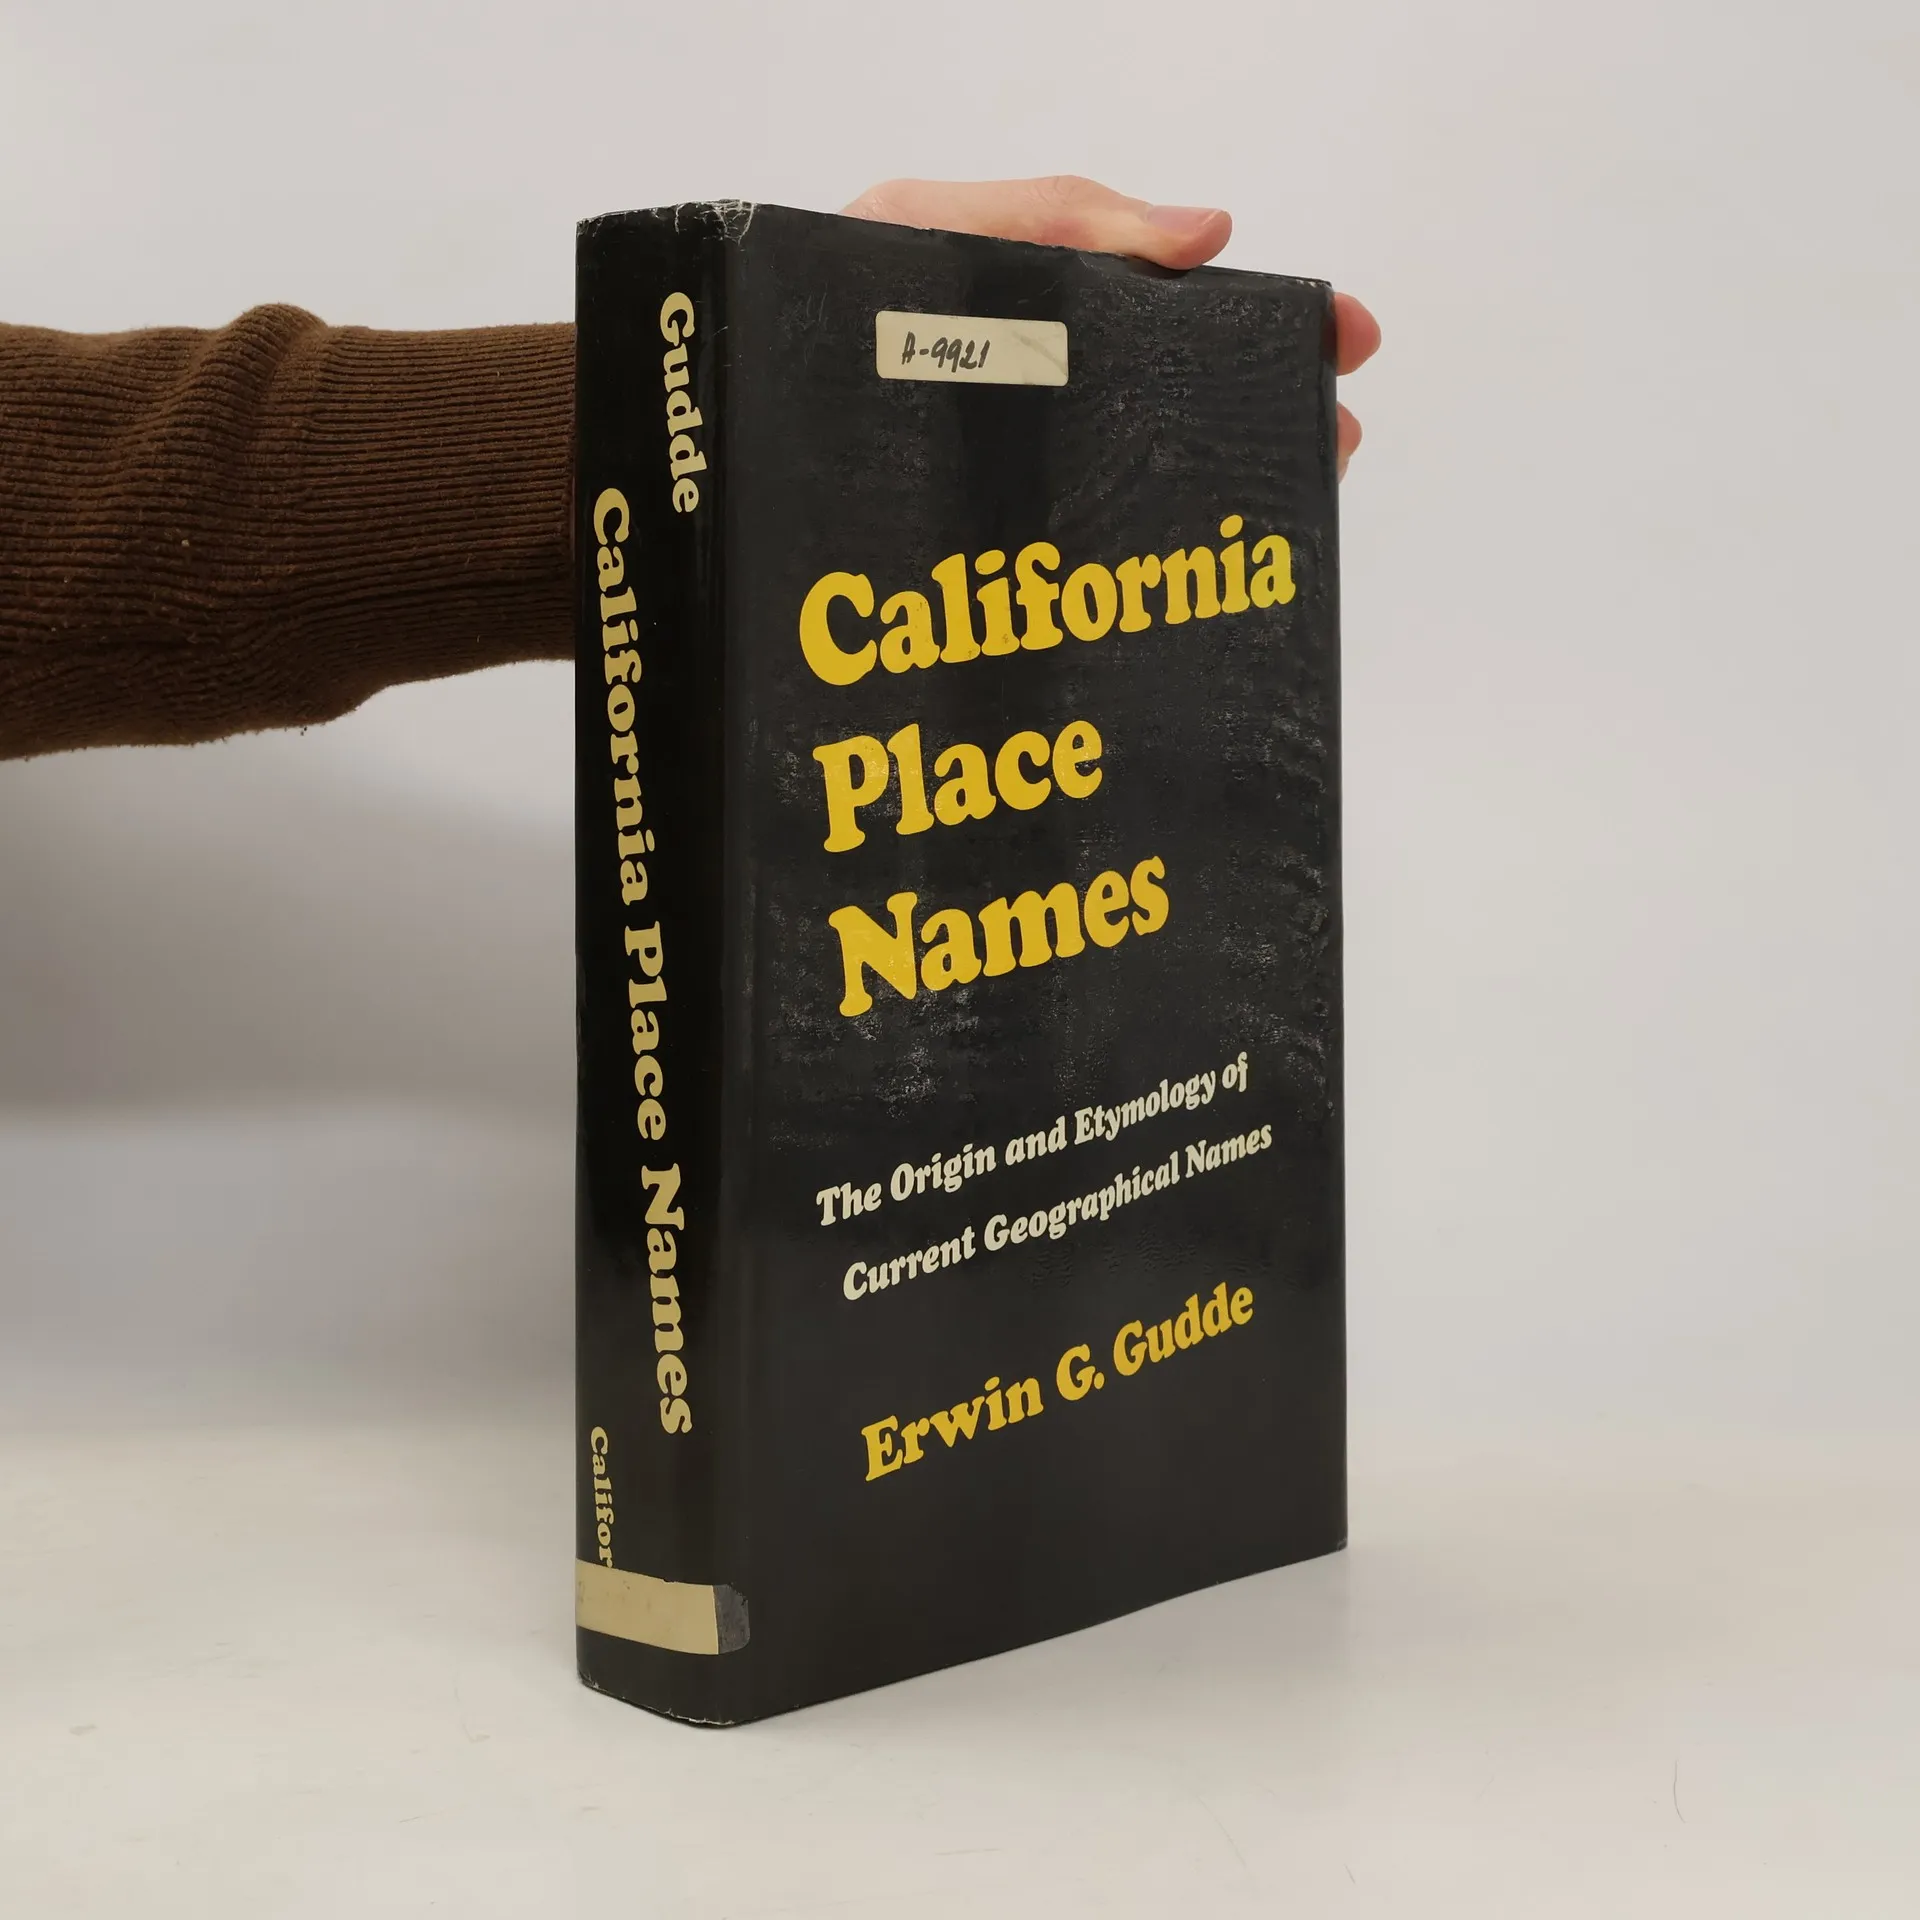 Gudde
California Place Names
Califor
A-9921
California
Place
Names
The Origin and Etymology of
Current Geographical Names
Erwin G. Gudde